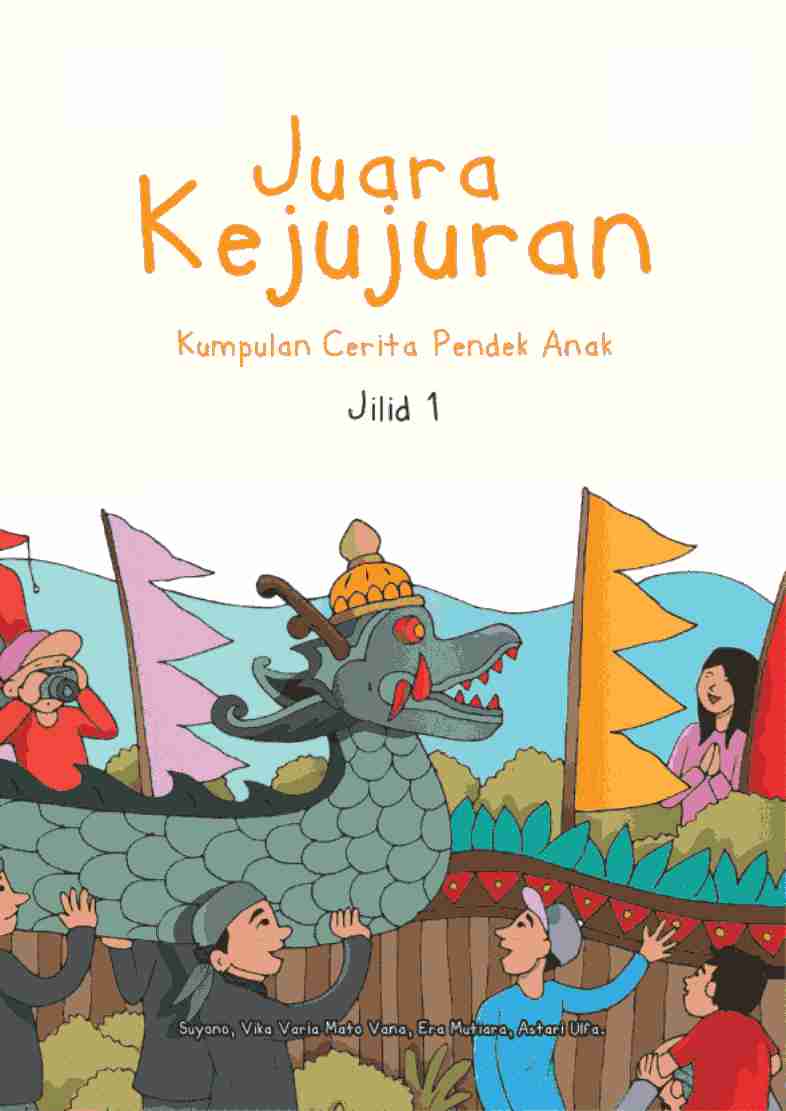 Juara
Kejujuran
Kumpulan Cerita Pendek Anak
Jilid 1
Suyono, Vika Varia Mato Vana, Era Mutiara, Astari Ulfa.